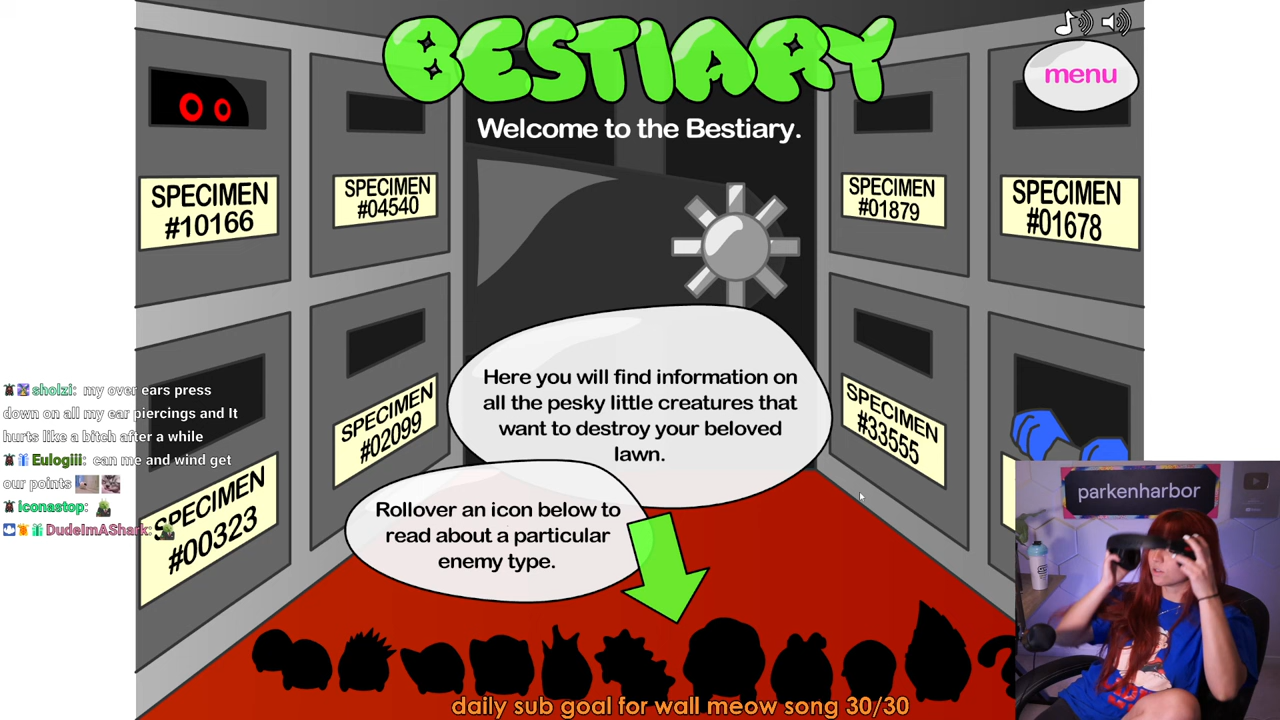 BESTIARY
menu
Welcome to the Bestiary.
SPECIMEN
#10166
SPECIMEN
#04540
SPECIMEN
#01879
SPECIMEN
#01678
SPECIMEN
#02099
SPECIMEN
#33555
SPECIMEN
#00323
Here you will find information on
all the pesky little creatures that
want to destroy your beloved
lawn.
Rollover an icon below to
read about a particular
enemy type.
sholzi: my over ears press
down on all my ear piercings and It
hurts like a bitch after a while
Eulogiii: can me and wind get
our points
iconastop:
DudeImAShark:
parkenharbor
daily sub goal for wall meow song 30/30